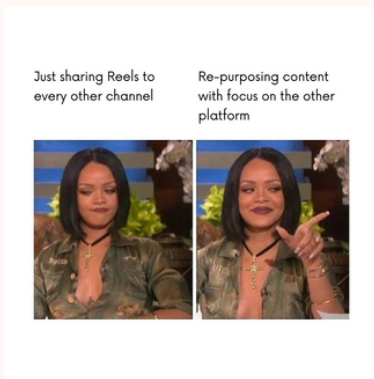 Just sharing Reels to
every other channel
Re-purposing content
with focus on the other
platform